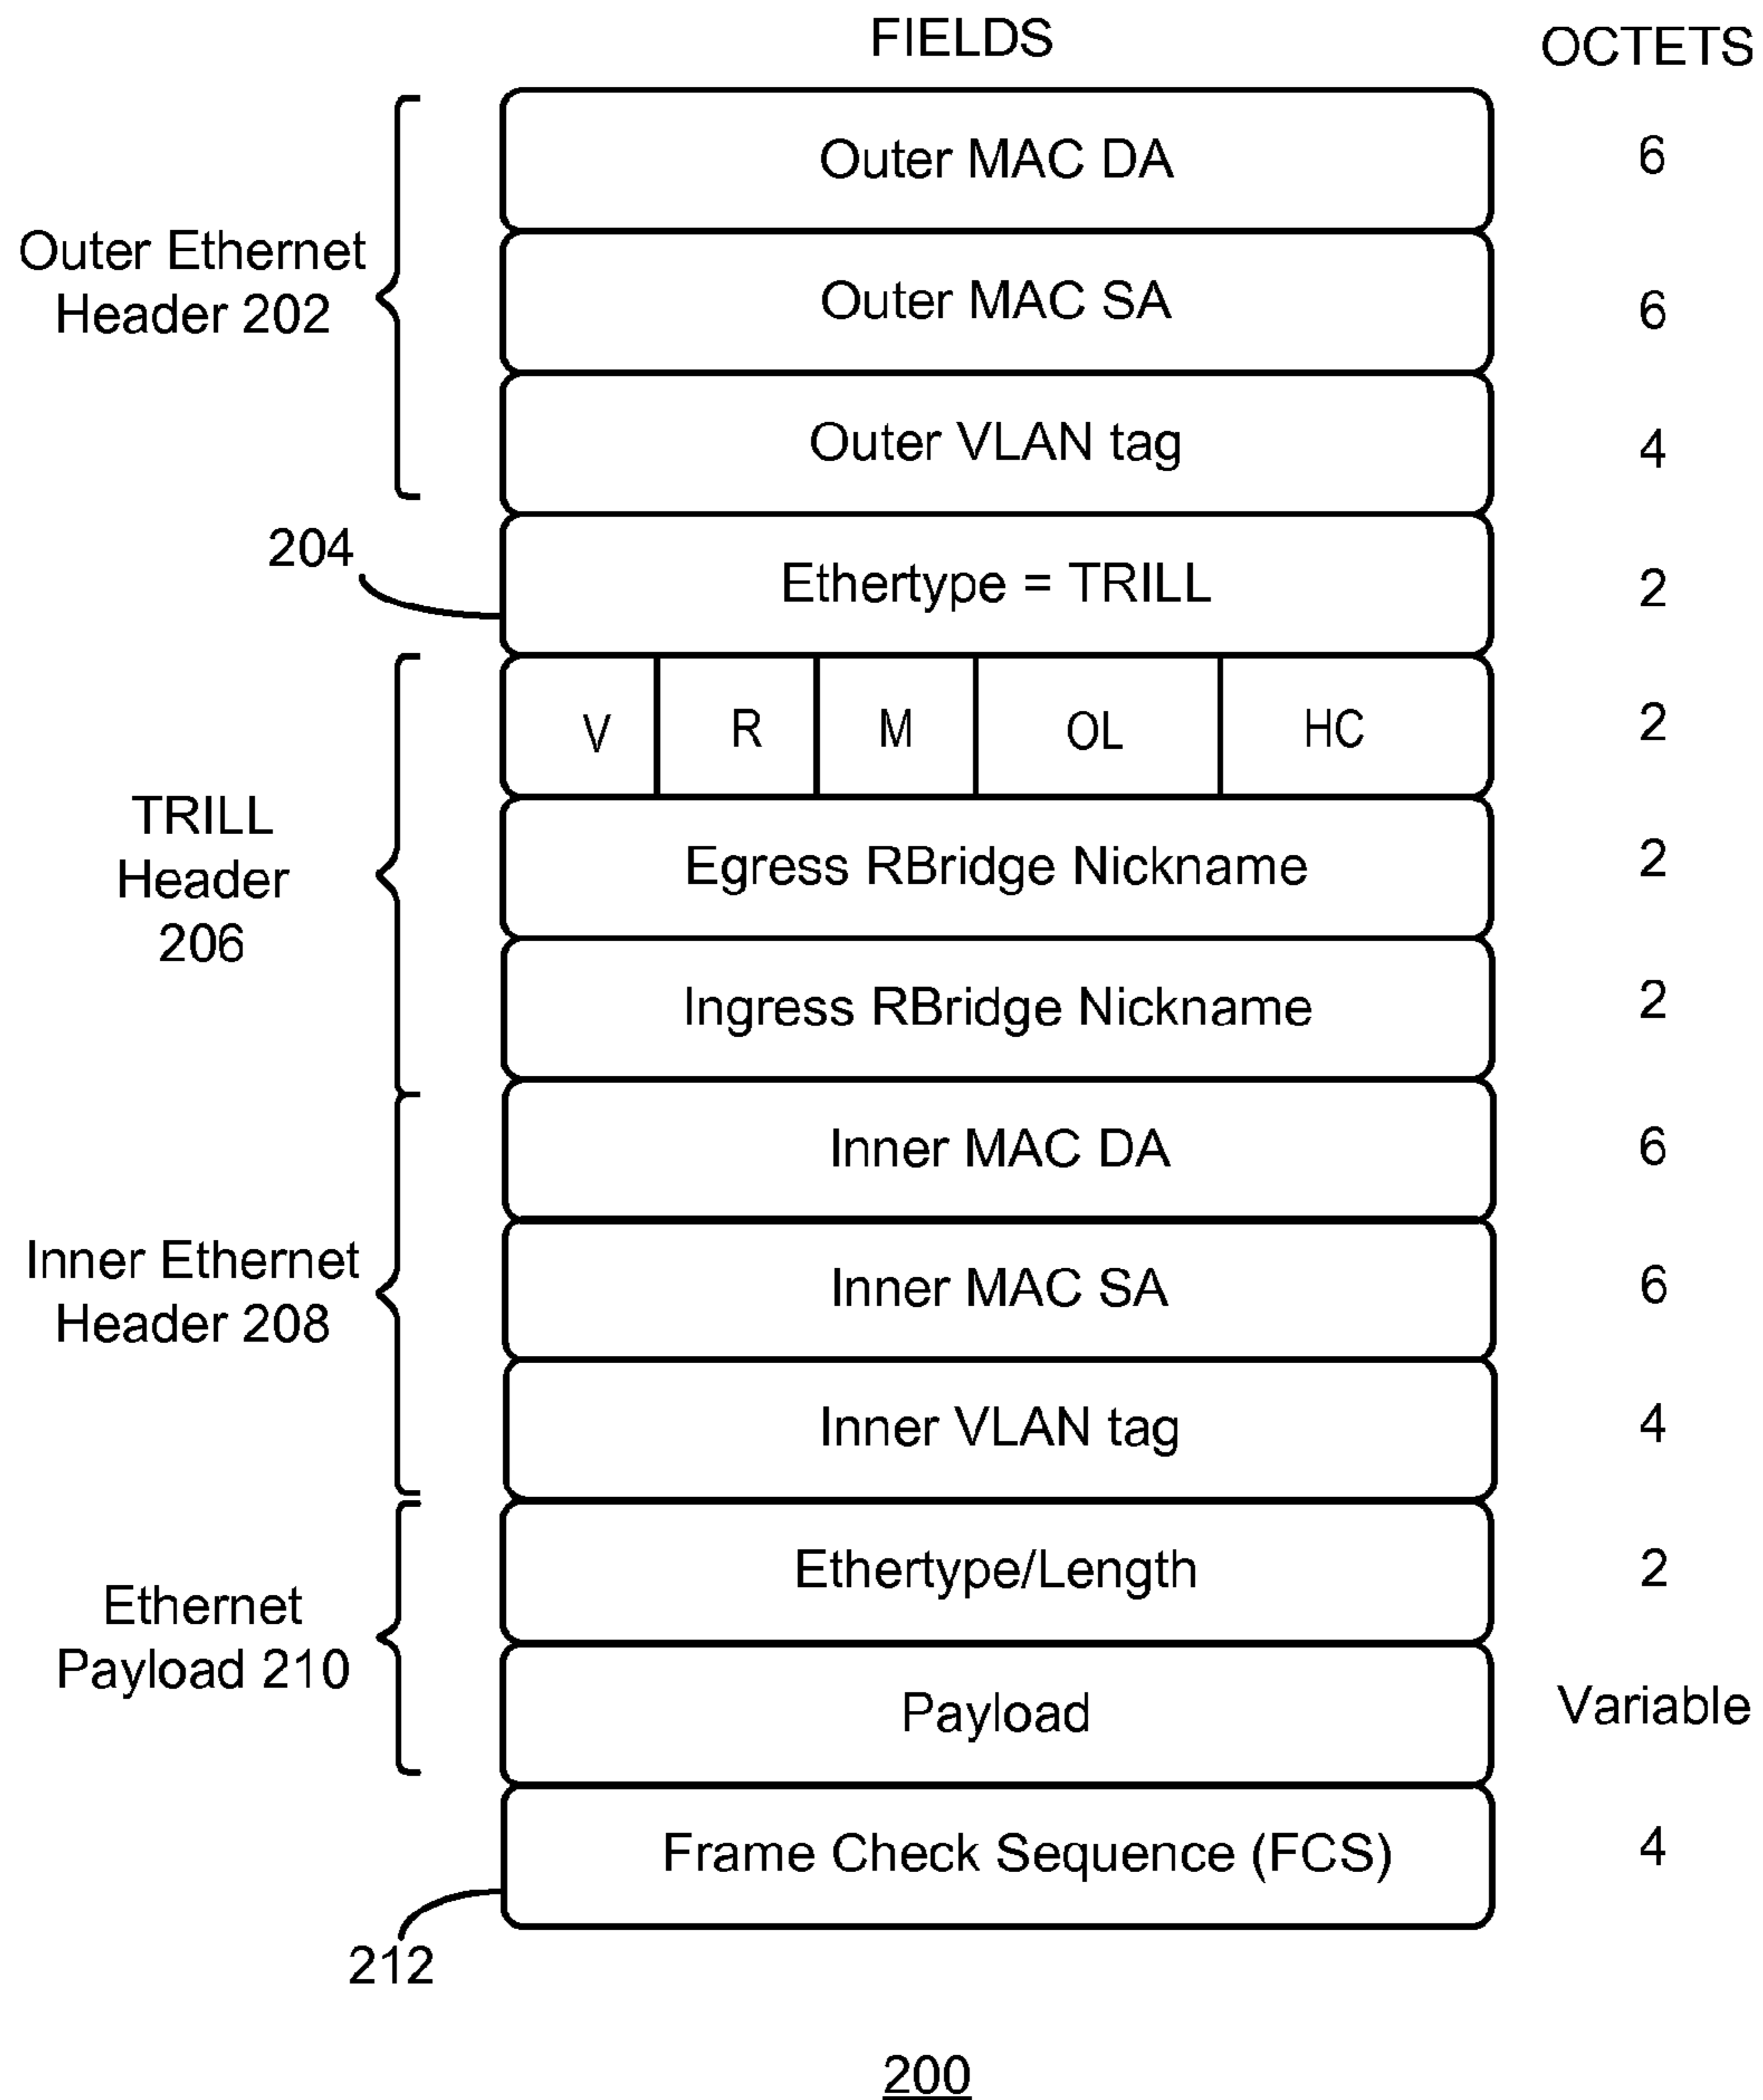 FIELDS OCTETS
Outer MAC DA 6
Outer Ethernet
Header 202
Outer MAC SA 6
Outer VLAN tag 4
204
Ethertype = TRILL 2
V R M OL HC 2
TRILL
Header
206
Egress RBridge Nickname 2
Ingress RBridge Nickname 2
Inner MAC DA 6
Inner Ethernet
Header 208
Inner MAC SA 6
Inner VLAN tag 4
Ethertype/Length 2
Ethernet
Payload 210
Payload Variable
Frame Check Sequence (FCS) 4
212
200